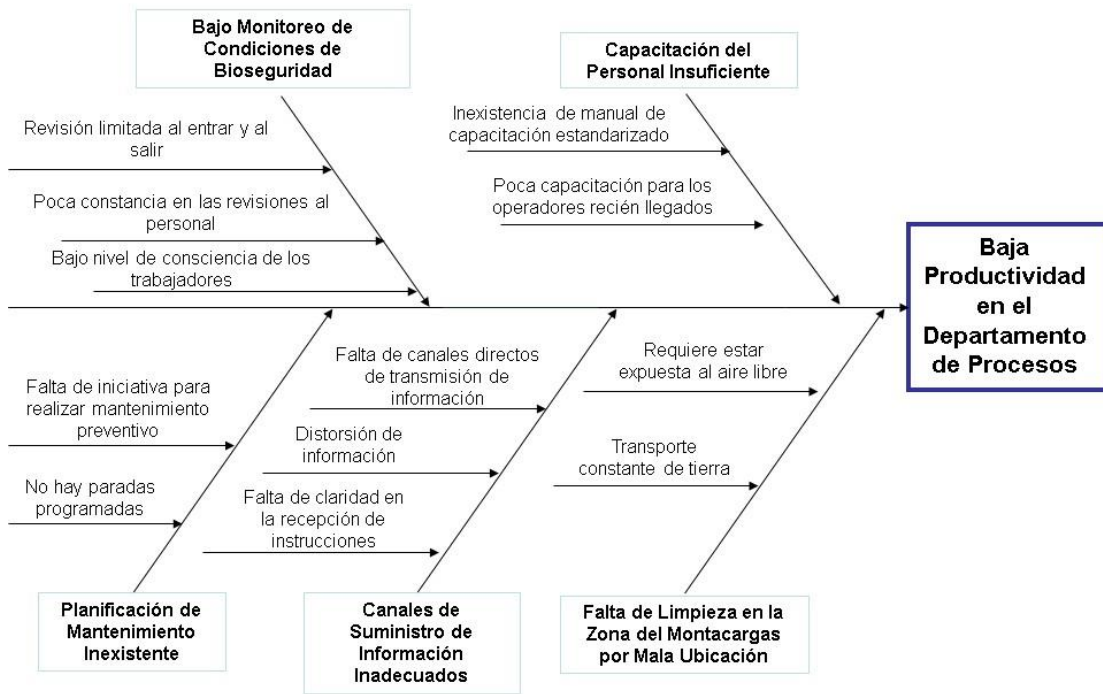 Bajo Monitoreo de
Condiciones de
Bioseguridad
Capacitación del
Personal Insuficiente
Revisión limitada al entrar y al
salir
Inexistencia de manual de
capacitación estandarizado
Poca constancia en las revisiones al
personal
Poca capacitación para los
operadores recién llegados
Bajo nivel de consciencia de los
trabajadores
Baja
Productividad
en el
Departamento
de Procesos
Falta de iniciativa para
realizar mantenimiento
preventivo
Falta de canales directos
de transmisión de
información
Requiere estar
expuesta al aire libre
Distorsión de
información
Transporte
constante de tierra
No hay paradas
programadas
Falta de claridad en
la recepción de
instrucciones
Planificación de
Mantenimiento
Inexistente
Canales de
Suministro de
Información
Inadecuados
Falta de Limpieza en la
Zona del Montacargas
por Mala Ubicación